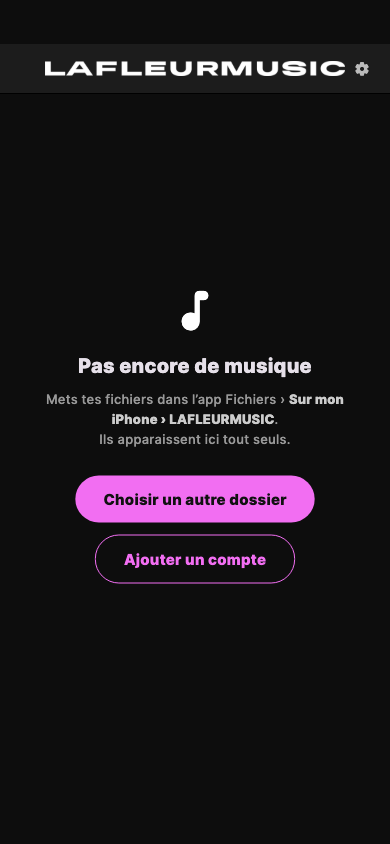 LAFLEURMUSIC
Pas encore de musique
Mets tes fichiers dans l'app Fichiers › Sur mon
iPhone › LAFLEURMUSIC.
Ils apparaissent ici tout seuls.
Choisir un autre dossier
Ajouter un compte